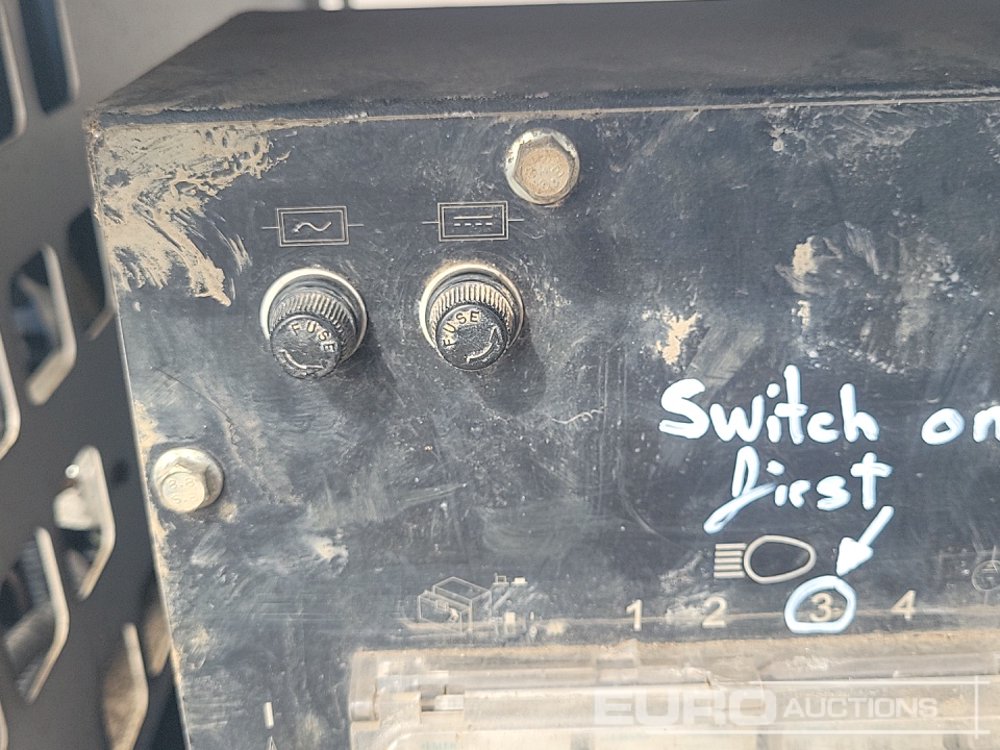 FUSE
FUSE
Switch on
first
1 2 3 4
EURO AUCTIONS